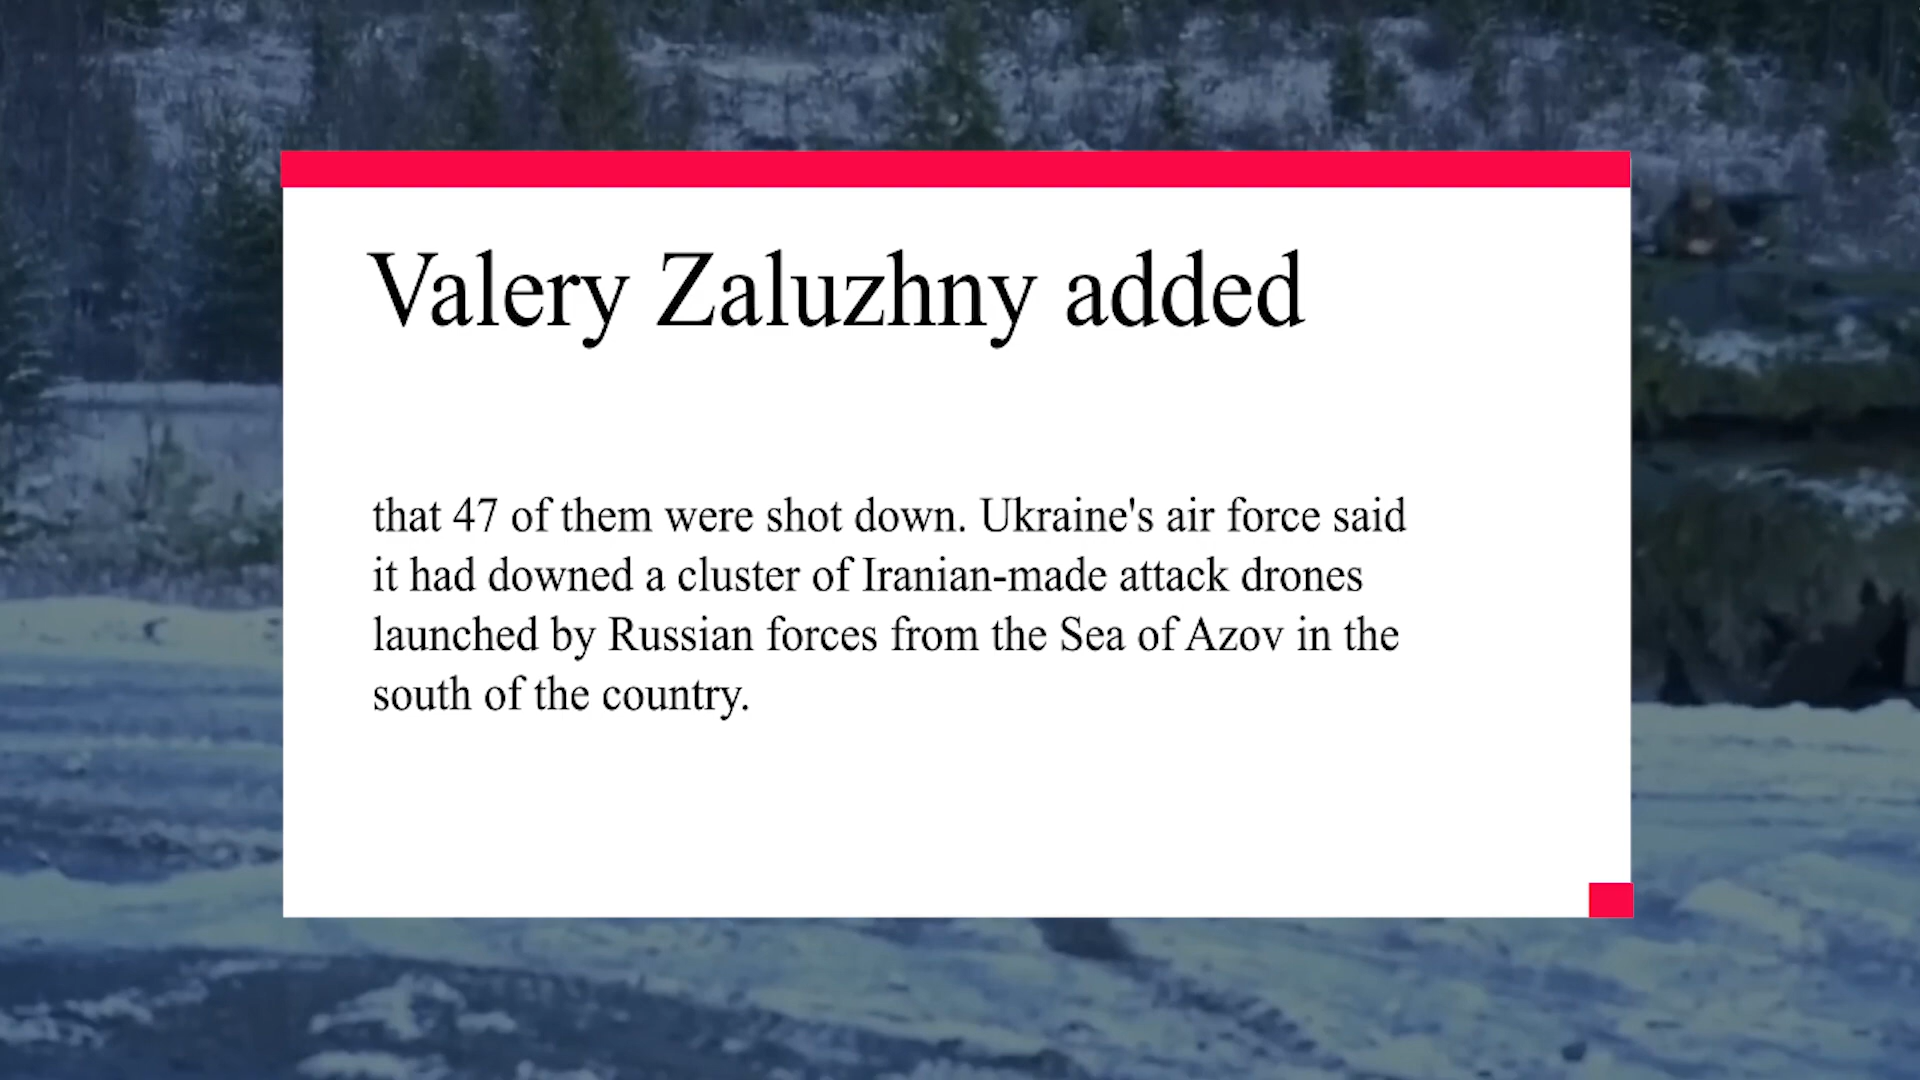 Valery Zaluzhny added
that 47 of them were shot down. Ukraine's air force said
it had downed a cluster of Iranian-made attack drones
launched by Russian forces from the Sea of Azov in the
south of the country.